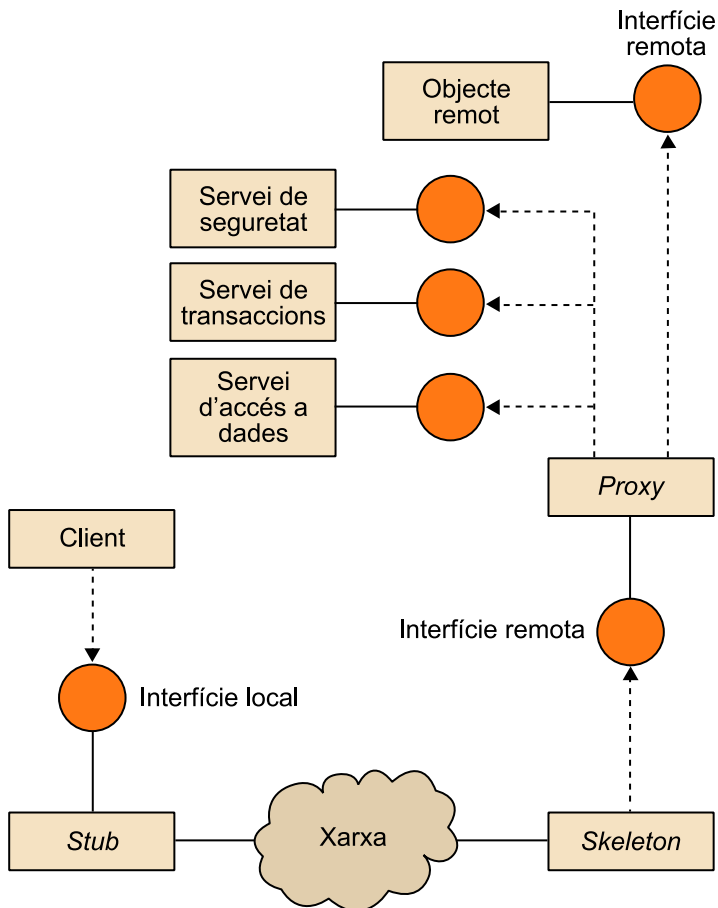 Interfície
remota
Objecte
remot
Servei de
seguretat
Servei de
transaccions
Servei
d'accés a
dades
Proxy
Client
Interfície remota
Interfície local
Stub
Xarxa
Skeleton